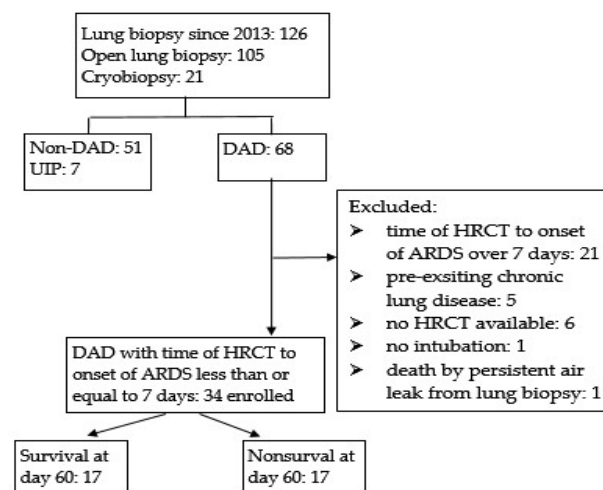 Lung biopsy since 2013: 126
Open lung biopsy: 105
Cryobiopsy: 21
Non-DAD: 51
UIP: 7
DAD: 68
Excluded:
➤ time of HRCT to onset
of ARDS over 7 days: 21
➤ pre-exsiting chronic
lung disease: 5
➤ no HRCT available: 6
➤ no intubation: 1
➤ death by persistent air
leak from lung biopsy: 1
DAD with time of HRCT to
onset of ARDS less than or
equal to 7 days: 34 enrolled
Survival at
day 60: 17
Nonsurval at
day 60: 17